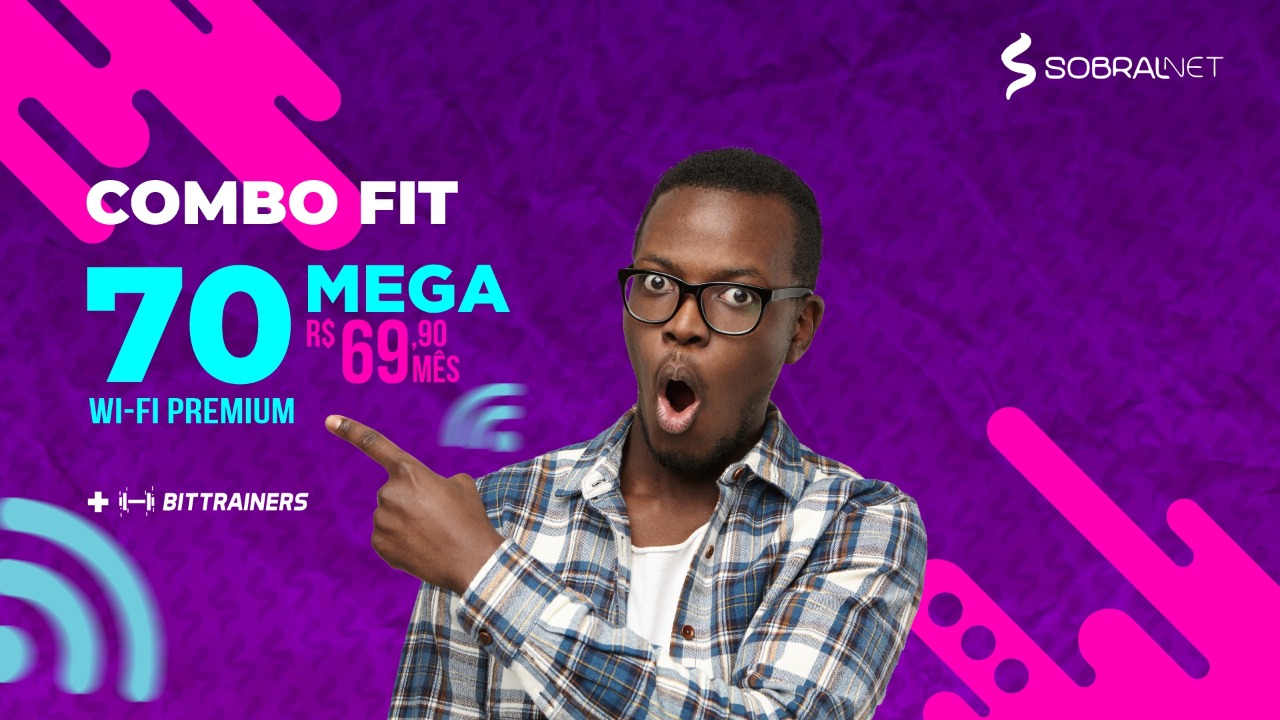 SOBRALNET
COMBO FIT
70 MEGA
R$ 69,90
MÊS
WI-FI PREMIUM
+ BITTRAINERS